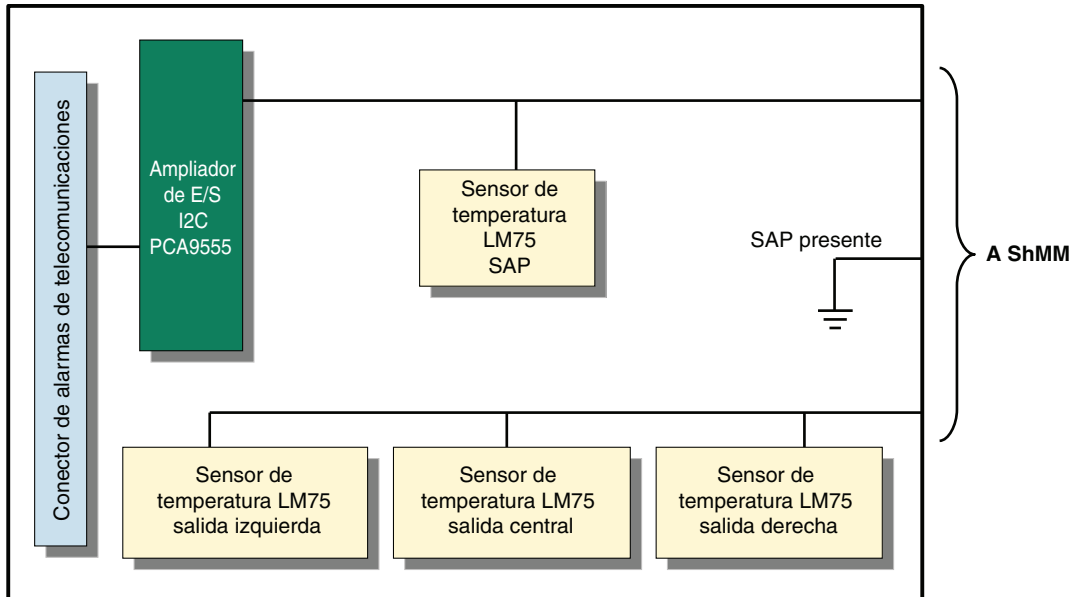 Conector de alarmas de telecomunicaciones
Ampliador
de E/S
I2C
PCA9555
Sensor de
temperatura
LM75
SAP
SAP presente
A ShMM
Sensor de
temperatura LM75
salida izquierda
Sensor de
temperatura LM75
salida central
Sensor de
temperatura LM75
salida derecha